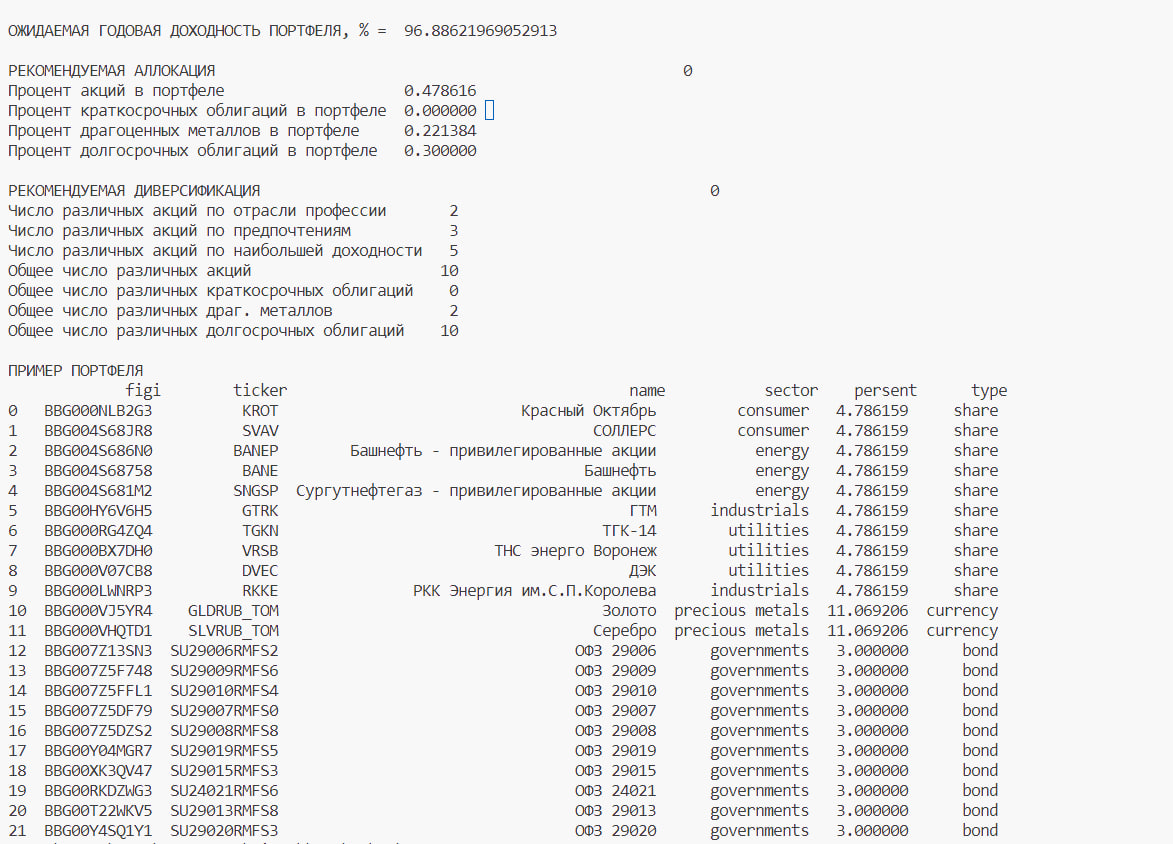 ОЖИДАЕМАЯ ГОДОВАЯ ДОХОДНОСТЬ ПОРТФЕЛЯ, % = 96.88621969052913
РЕКОМЕНДУЕМАЯ АЛЛОКАЦИЯ 0
Процент акций в портфеле 0.478616
Процент краткосрочных облигаций в портфеле 0.000000
Процент драгоценных металлов в портфеле 0.221384
Процент долгосрочных облигаций в портфеле 0.300000
РЕКОМЕНДУЕМАЯ ДИВЕРСИФИКАЦИЯ 0
Число различных акций по отрасли профессии 2
Число различных акций по предпочтениям 3
Число различных акций по наибольшей доходности 5
Общее число различных акций 10
Общее число различных краткосрочных облигаций 0
Общее число различных драг. металлов 2
Общее число различных долгосрочных облигаций 10
ПРИМЕР ПОРТФЕЛЯ
figi ticker name sector persent type
0 BBG000NLB2G3 KROT Красный Октябрь consumer 4.786159 share
1 BBG004S68JR8 SVAV СОЛЛЕРС consumer 4.786159 share
2 BBG004S686N0 BANEP Башнефть - привилегированные акции energy 4.786159 share
3 BBG004S68758 BANE Башнефть energy 4.786159 share
4 BBG004S681M2 SNGSP Сургутнефтегаз - привилегированные акции energy 4.786159 share
5 BBG00HY6V6H5 GTRK ГТМ industrials 4.786159 share
6 BBG000RG4ZQ4 TGKN ТГК-14 utilities 4.786159 share
7 BBG000BX7DH0 VRSB ТНС энерго Воронеж utilities 4.786159 share
8 BBG000V07CB8 DVEC ДЭК utilities 4.786159 share
9 BBG000LWNRP3 RKKE РКК Энергия им.С.П.Королева industrials 4.786159 share
10 BBG000VJ5YR4 GLDRUB_TOM Золото precious metals 11.069206 currency
11 BBG000VHQTD1 SLVRUB_TOM Серебро precious metals 11.069206 currency
12 BBG007Z13SN3 SU29006RMFS2 ОФЗ 29006 governments 3.000000 bond
13 BBG007Z5F748 SU29009RMFS6 ОФЗ 29009 governments 3.000000 bond
14 BBG007Z5FFL1 SU29010RMFS4 ОФЗ 29010 governments 3.000000 bond
15 BBG007Z5DF79 SU29007RMFS0 ОФЗ 29007 governments 3.000000 bond
16 BBG007Z5DZS2 SU29008RMFS8 ОФЗ 29008 governments 3.000000 bond
17 BBG00Y04MGR7 SU29019RMFS5 ОФЗ 29019 governments 3.000000 bond
18 BBG00XK3QV47 SU29015RMFS3 ОФЗ 29015 governments 3.000000 bond
19 BBG00RKDZWG3 SU24021RMFS6 ОФЗ 24021 governments 3.000000 bond
20 BBG00T22WKV5 SU29013RMFS8 ОФЗ 29013 governments 3.000000 bond
21 BBG00Y4SQ1Y1 SU29020RMFS3 ОФЗ 29020 governments 3.000000 bond